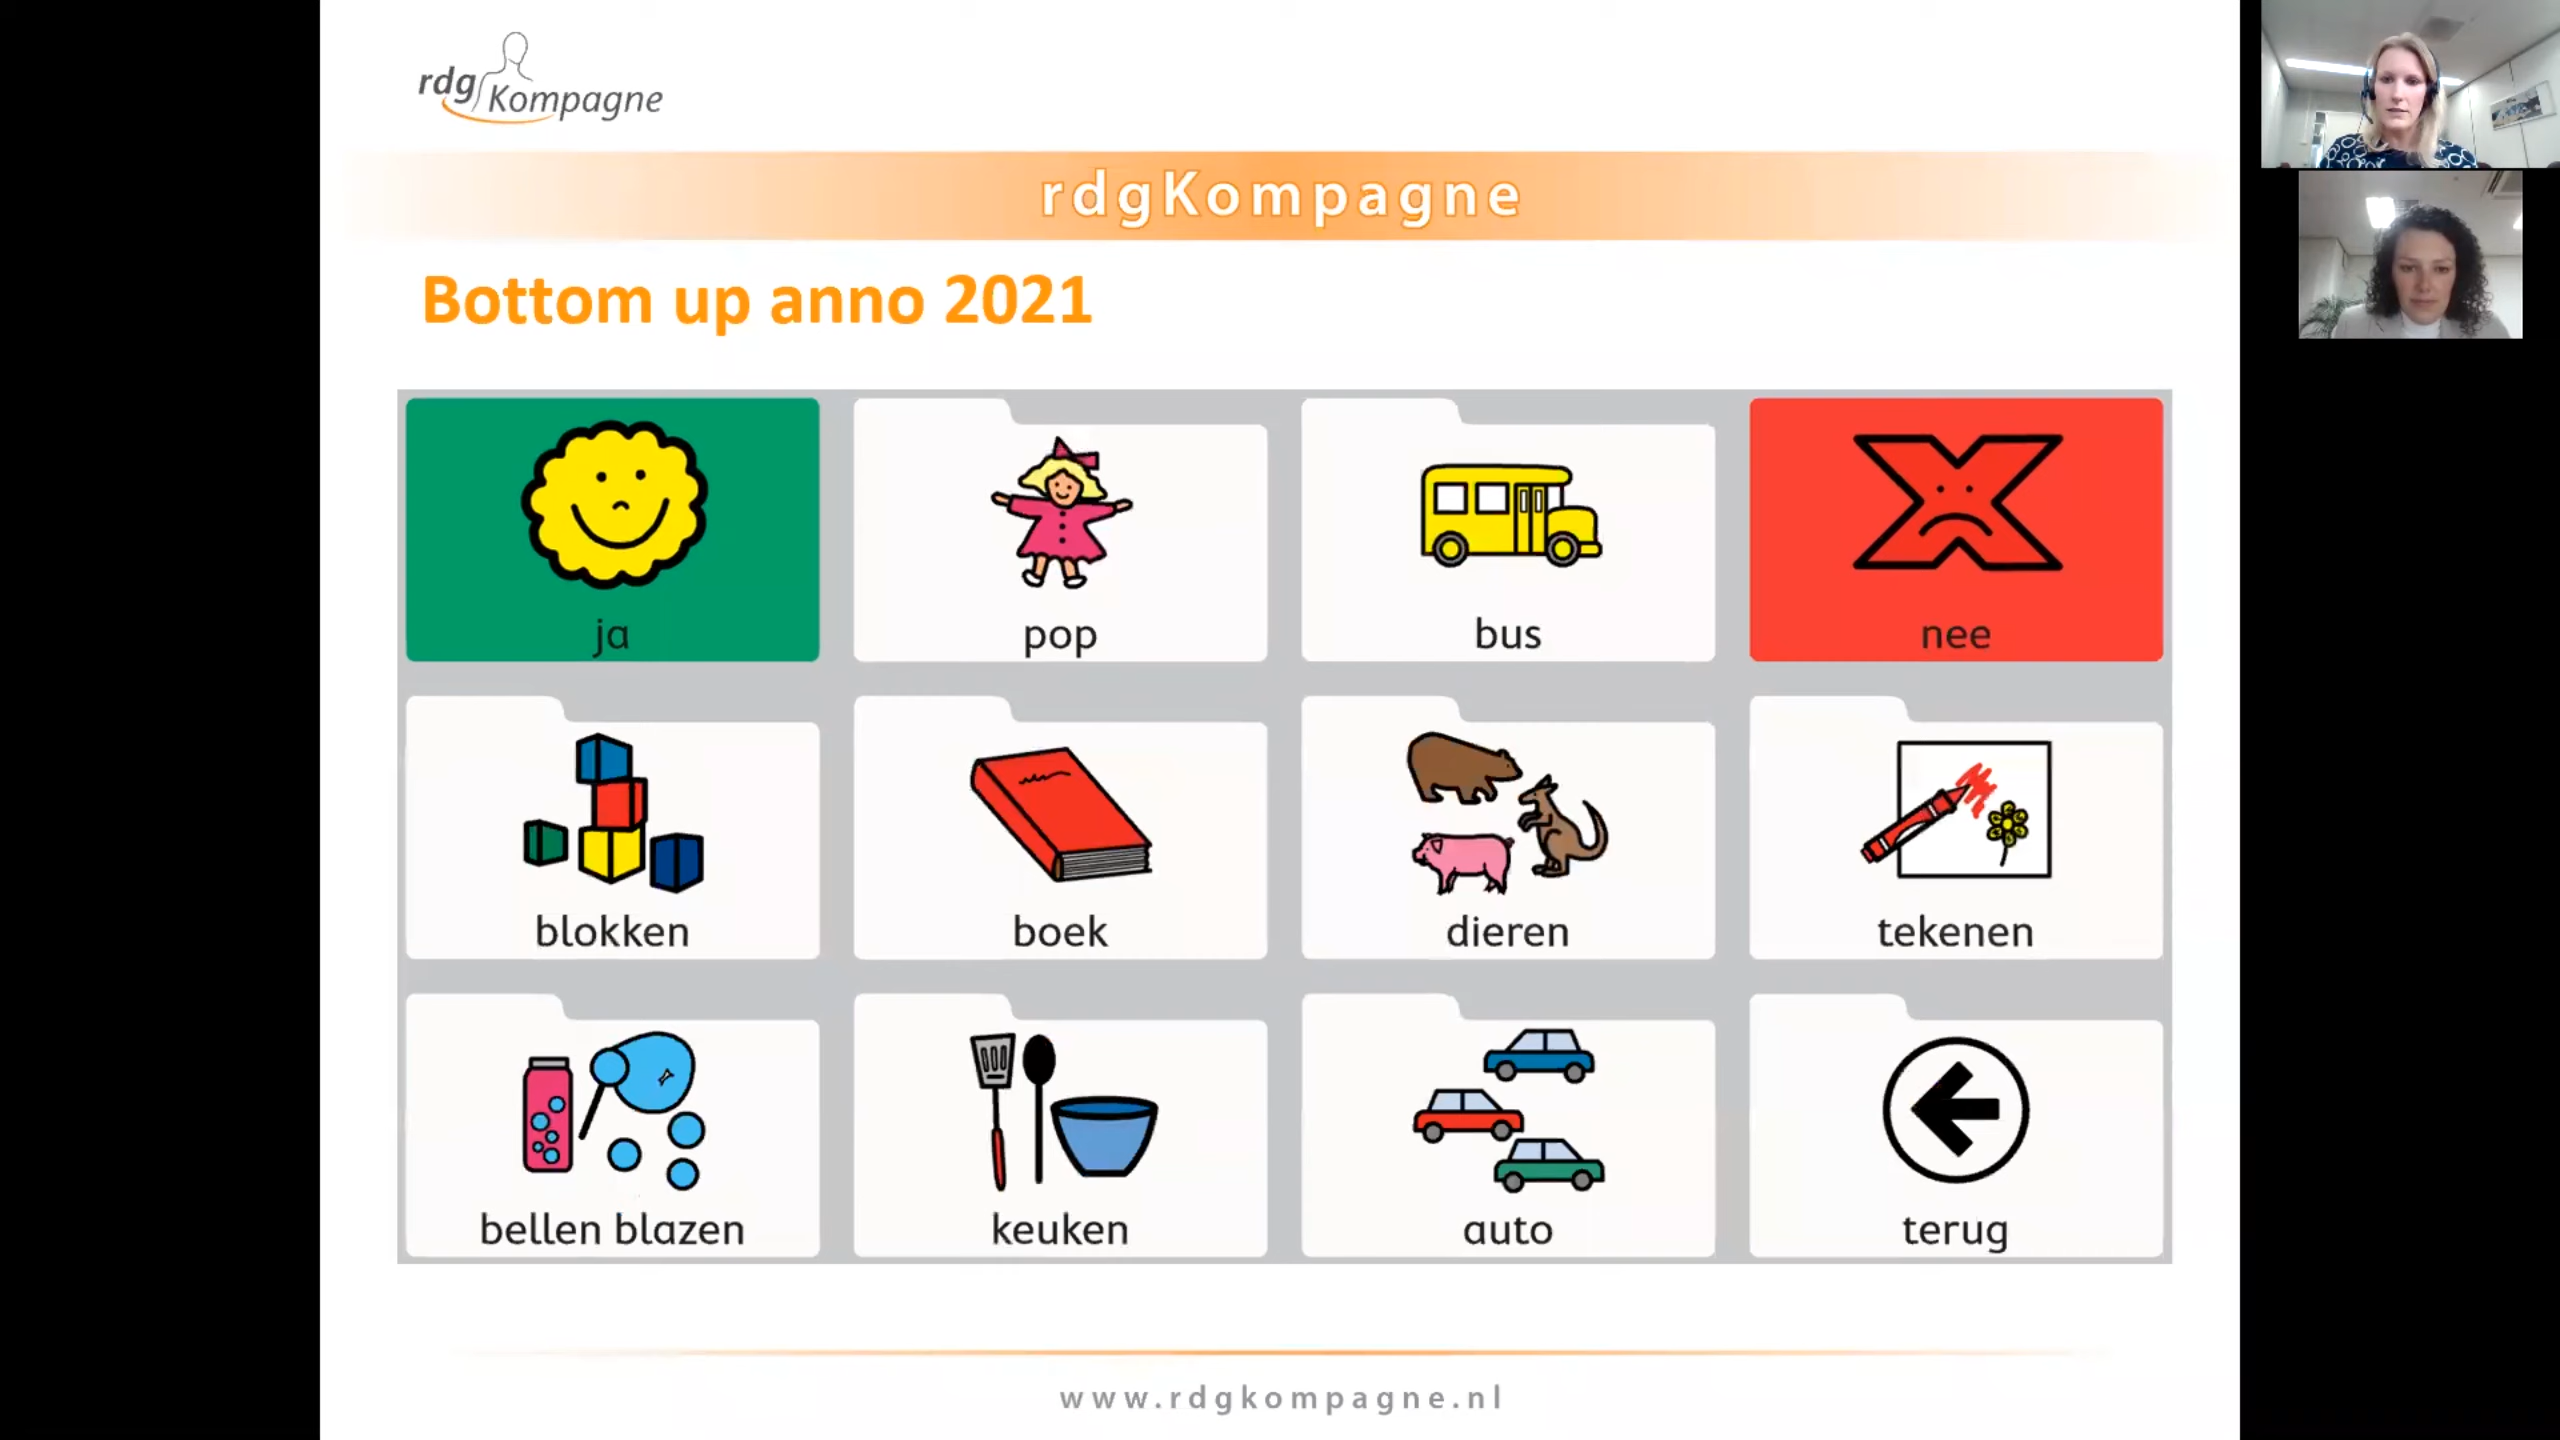 rdg Kompagne
rdgKompagne
Bottom up anno 2021
ja
pop
bus
nee
blokken
boek
dieren
tekenen
bellen blazen
keuken
auto
terug
www.rdgkompagne.nl